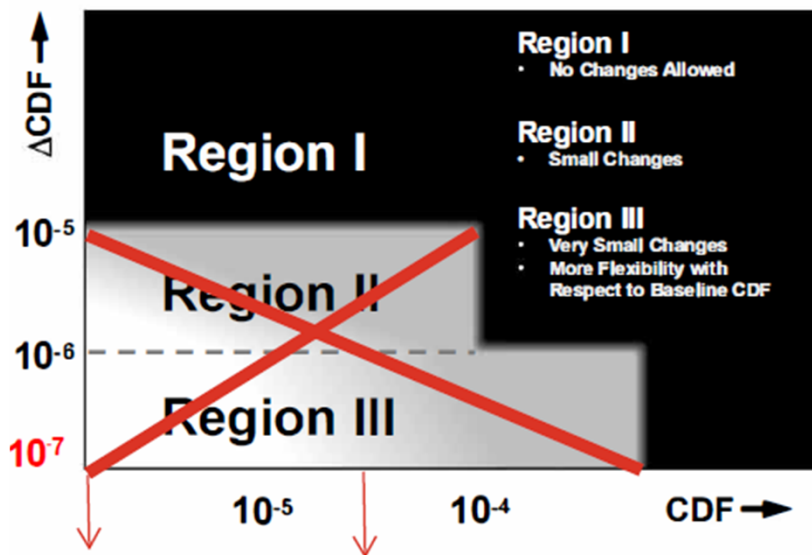 ΔCDF
Region I
• No Changes Allowed
Region II
• Small Changes
Region III
• Very Small Changes
• More Flexibility with
Respect to Baseline CDF
Region I
10⁻⁵
Region II
10⁻⁶
Region III
10⁻⁷
10⁻⁵
10⁻⁴
CDF